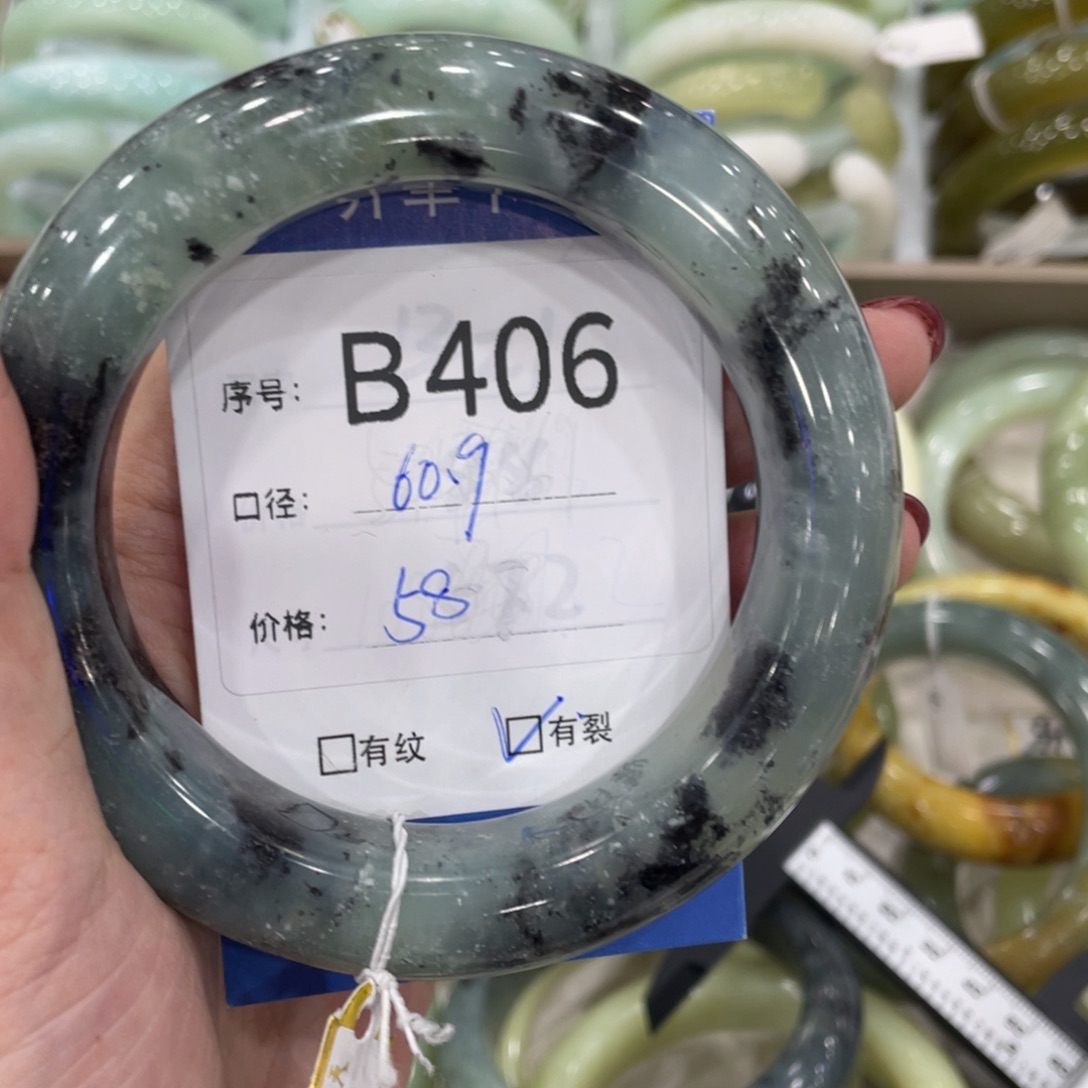 序号: B406
口径: 60.9
价格: 58
□有纹 ☑有裂